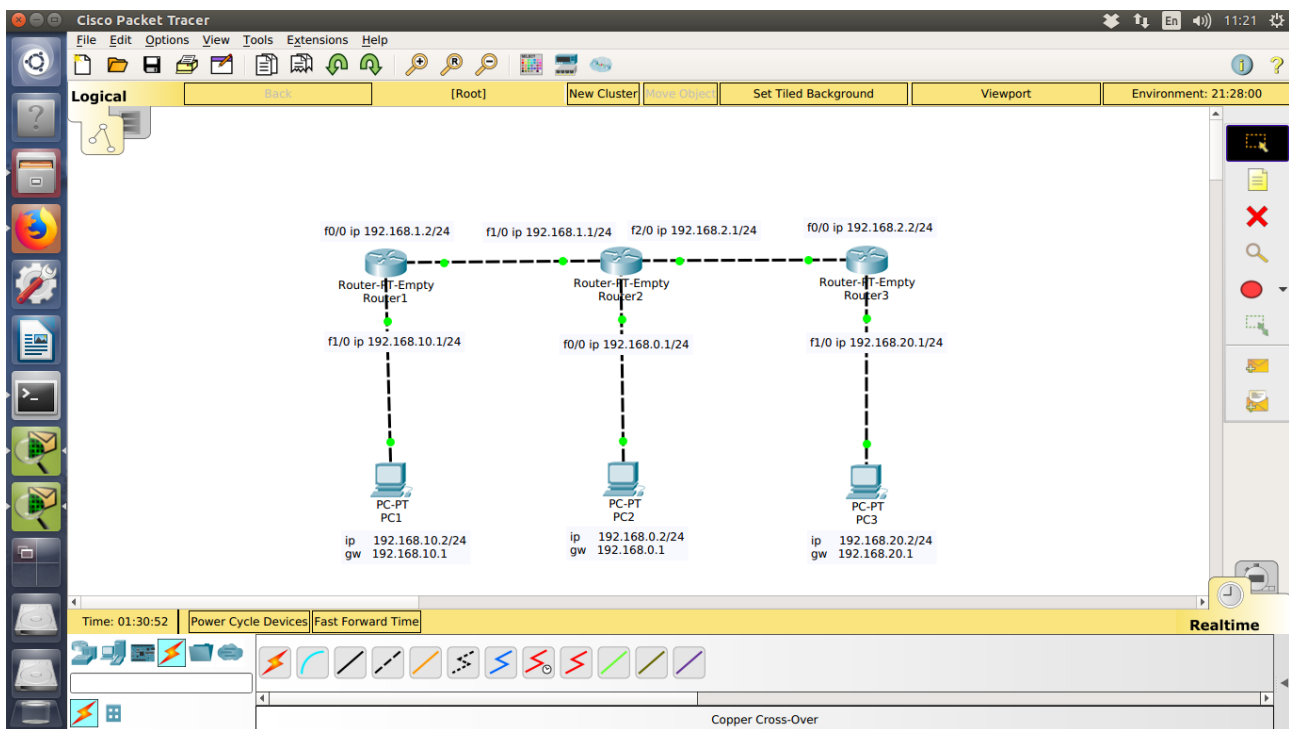 Cisco Packet Tracer
En
11:21
File Edit Options View Tools Extensions Help
Logical
Back
[Root]
New Cluster
Move Object
Set Tiled Background
Viewport
Environment: 21:28:00
f0/0 ip 192.168.1.2/24
f1/0 ip 192.168.1.1/24
f2/0 ip 192.168.2.1/24
f0/0 ip 192.168.2.2/24
Router-PT-Empty
Router1
Router-PT-Empty
Router2
Router-PT-Empty
Router3
f1/0 ip 192.168.10.1/24
f0/0 ip 192.168.0.1/24
f1/0 ip 192.168.20.1/24
PC-PT
PC1
PC-PT
PC2
PC-PT
PC3
ip 192.168.10.2/24
gw 192.168.10.1
ip 192.168.0.2/24
gw 192.168.0.1
ip 192.168.20.2/24
gw 192.168.20.1
Time: 01:30:52
Power Cycle Devices
Fast Forward Time
Realtime
Copper Cross-Over